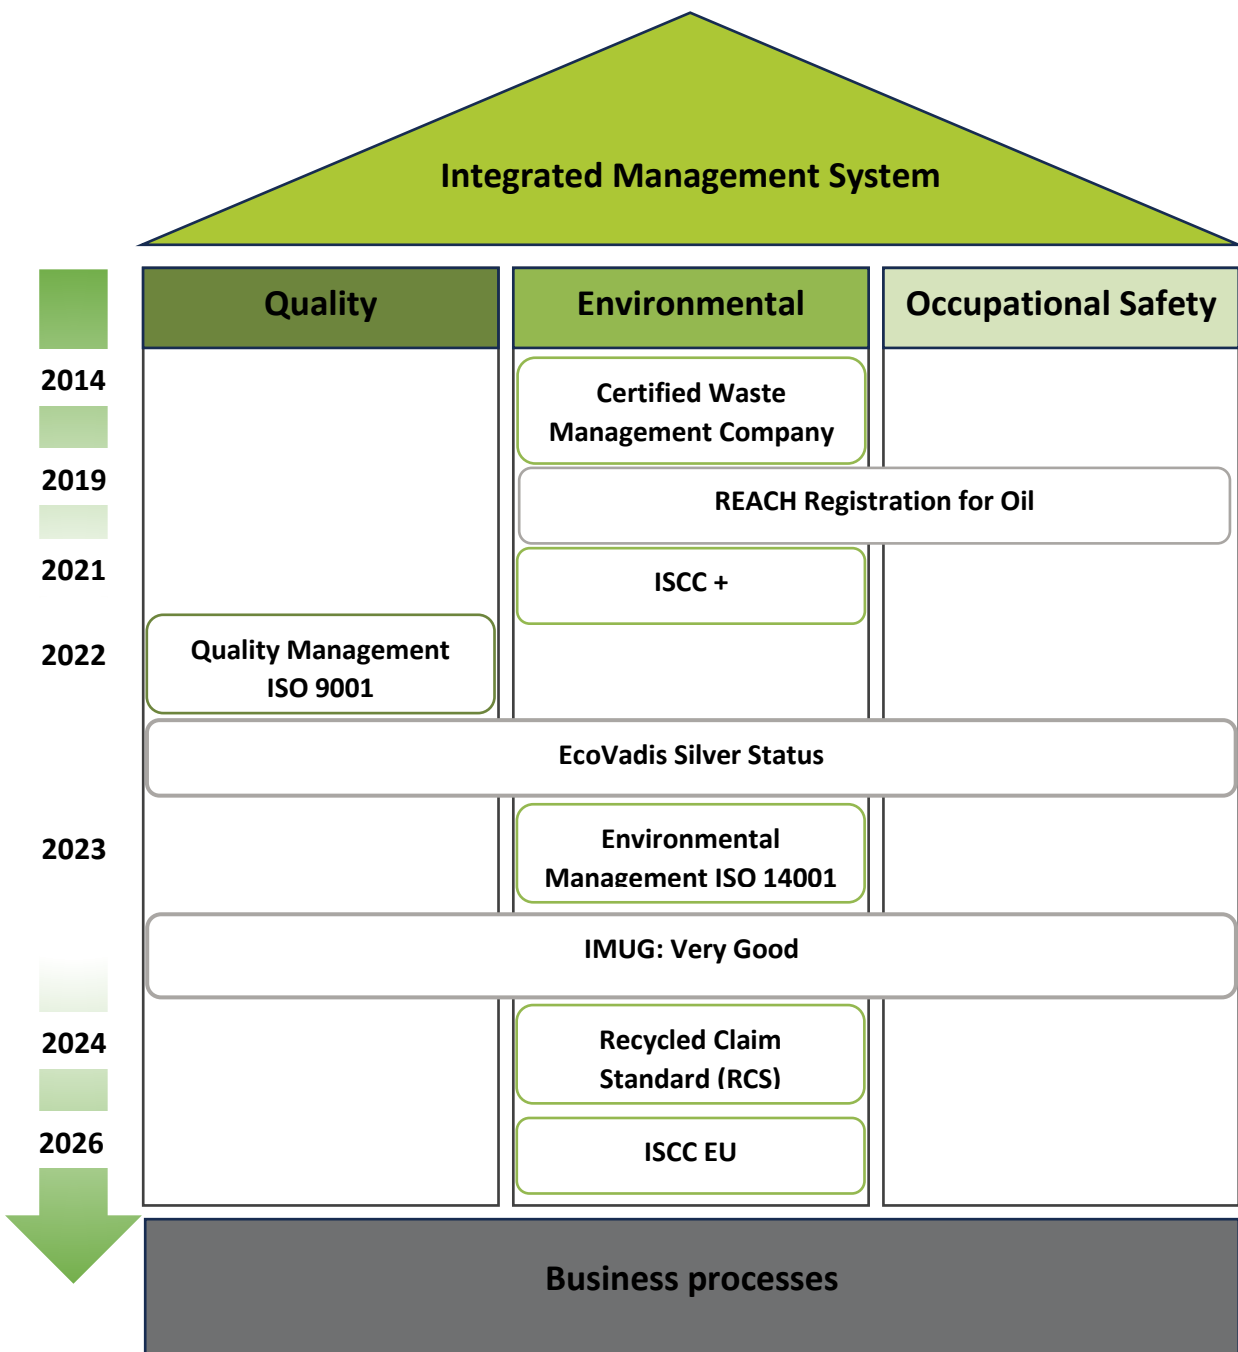 Integrated Management System
Quality
Environmental
Occupational Safety
2014
Certified Waste
Management Company
2019
REACH Registration for Oil
2021
ISCC +
2022
Quality Management
ISO 9001
EcoVadis Silver Status
2023
Environmental
Management ISO 14001
IMUG: Very Good
2024
Recycled Claim
Standard (RCS)
2026
ISCC EU
Business processes